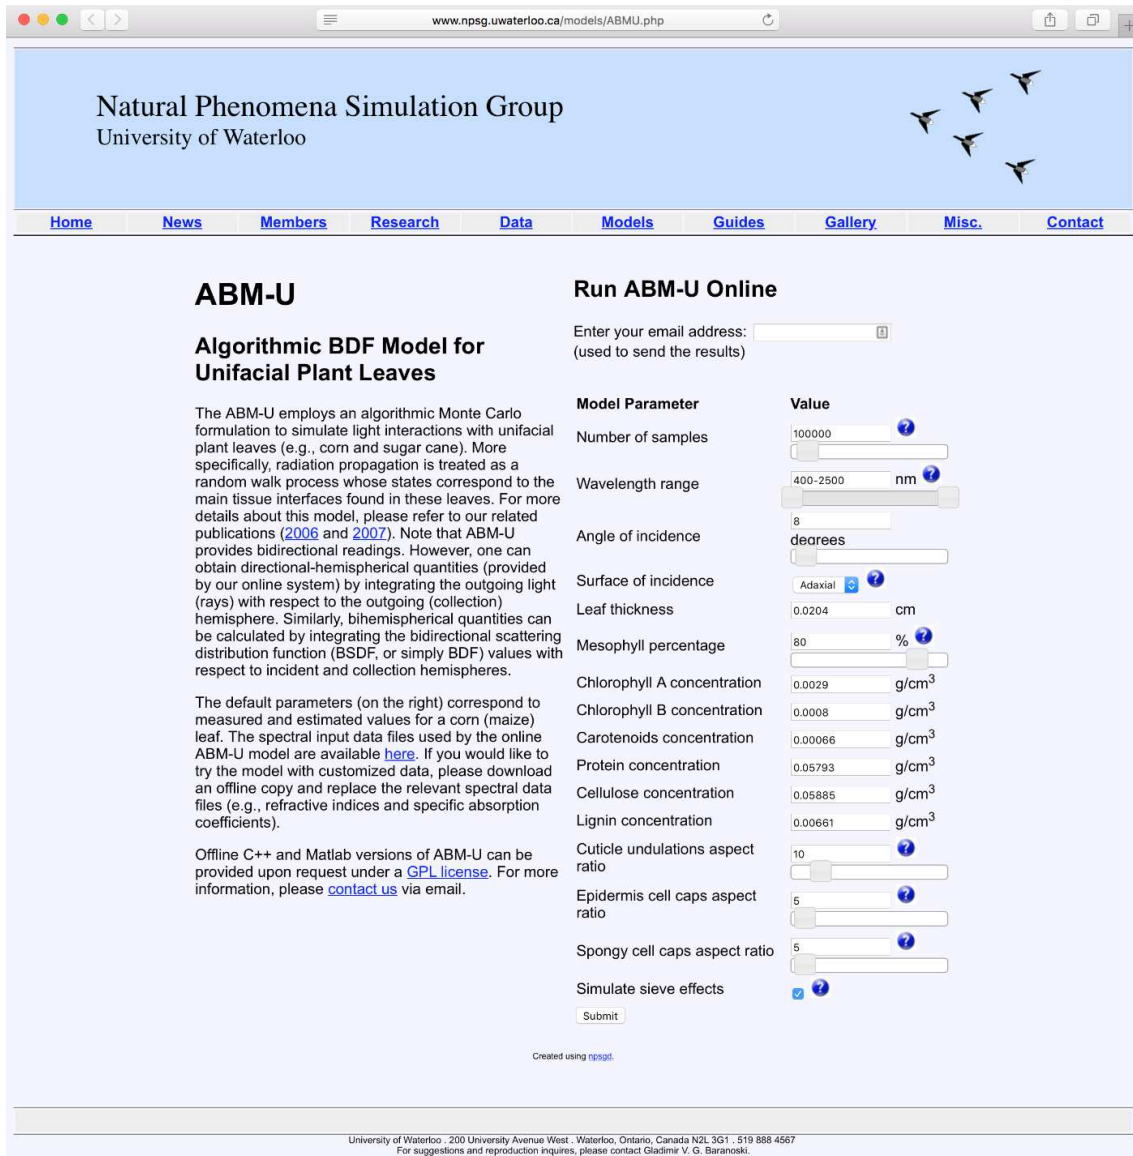 www.npsg.uwaterloo.ca/models/ABMU.php
Natural Phenomena Simulation Group
University of Waterloo
Home News Members Research Data Models Guides Gallery Misc. Contact
ABM-U
Algorithmic BDF Model for
Unifacial Plant Leaves
The ABM-U employs an algorithmic Monte Carlo
formulation to simulate light interactions with unifacial
plant leaves (e.g., corn and sugar cane). More
specifically, radiation propagation is treated as a
random walk process whose states correspond to the
main tissue interfaces found in these leaves. For more
details about this model, please refer to our related
publications (2006 and 2007). Note that ABM-U
provides bidirectional readings. However, one can
obtain directional-hemispherical quantities (provided
by our online system) by integrating the outgoing light
(rays) with respect to the outgoing (collection)
hemisphere. Similarly, bihemispherical quantities can
be calculated by integrating the bidirectional scattering
distribution function (BSDF, or simply BDF) values with
respect to incident and collection hemispheres.
The default parameters (on the right) correspond to
measured and estimated values for a corn (maize)
leaf. The spectral input data files used by the online
ABM-U model are available here. If you would like to
try the model with customized data, please download
an offline copy and replace the relevant spectral data
files (e.g., refractive indices and specific absorption
coefficients).
Offline C++ and Matlab versions of ABM-U can be
provided upon request under a GPL license. For more
information, please contact us via email.
Run ABM-U Online
Enter your email address:
(used to send the results)
Model Parameter Value
Number of samples 100000 ?
Wavelength range 400-2500 nm ?
Angle of incidence 8
degrees
Surface of incidence Adaxial ?
Leaf thickness 0.0204 cm
Mesophyll percentage 80 % ?
Chlorophyll A concentration 0.0029 g/cm³
Chlorophyll B concentration 0.0008 g/cm³
Carotenoids concentration 0.00066 g/cm³
Protein concentration 0.05793 g/cm³
Cellulose concentration 0.05885 g/cm³
Lignin concentration 0.00661 g/cm³
Cuticle undulations aspect
ratio 10 ?
Epidermis cell caps aspect
ratio 5 ?
Spongy cell caps aspect ratio 5 ?
Simulate sieve effects ?
Submit
Created using npsgd.
University of Waterloo . 200 University Avenue West . Waterloo, Ontario, Canada N2L 3G1 . 519 888 4567
For suggestions and reproduction inquires, please contact Gladimir V. G. Baranoski.